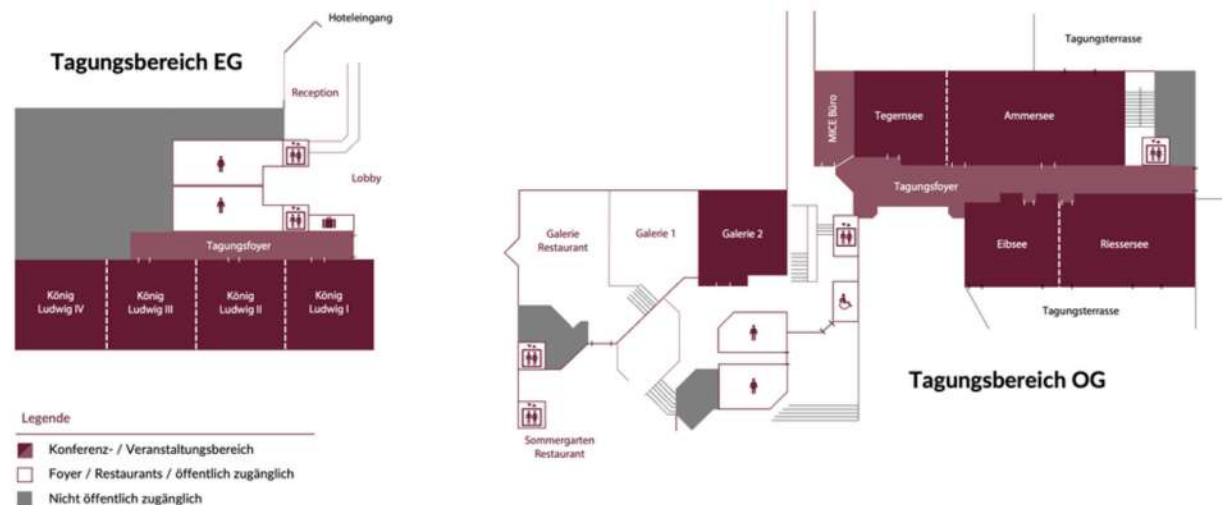 Hoteleingang
Tagungsbereich EG
Reception
Lobby
Tagungsfoyer
König
Ludwig IV
König
Ludwig III
König
Ludwig II
König
Ludwig I
Legende
Konferenz- / Veranstaltungsbereich
Foyer / Restaurants / öffentlich zugänglich
Nicht öffentlich zugänglich
Tagungsterrasse
MICE Büro
Tegernsee
Ammersee
Tagungsfoyer
Galerie
Restaurant
Galerie 1
Galerie 2
Eibsee
Riessersee
Tagungsterrasse
Tagungsbereich OG
Sommergarten
Restaurant